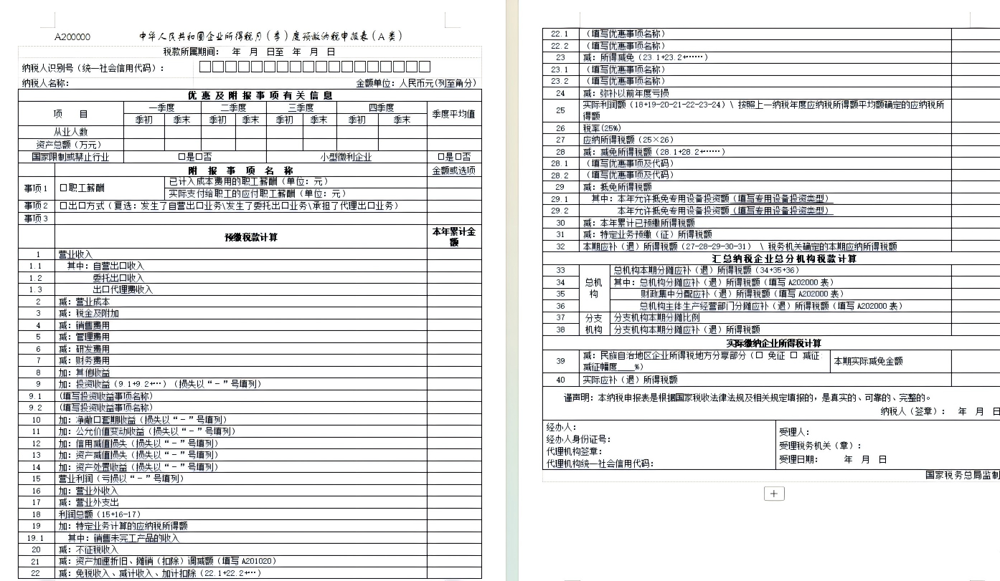 A200000 中华人民共和国企业所得税月（季）度预缴纳税申报表（A 类）
税款所属期间： 年 月 日至 年 月 日
纳税人识别号（统一社会信用代码）： □□□□□□□□□□□□□□□□□□
纳税人名称： 金额单位：人民币元(列至角分)
优 惠 及 附 报 事 项 有 关 信 息
项 目 一季度 二季度 三季度 四季度 季度平均值
季初 季末 季初 季末 季初 季末 季初 季末
从业人数
资产总额（万元）
国家限制或禁止行业 □是□否 小型微利企业 □是□否
附 报 事 项 名 称 金额或选项
事项 1 □职工薪酬 已计入成本费用的职工薪酬（单位：元）
实际支付给职工的应付职工薪酬（单位：元）
事项 2 □出口方式（复选：发生了自营出口业务\发生了委托出口业务\承担了代理出口业务）
事项 3
预缴税款计算 本年累计金额
1 营业收入
1.1 其中：自营出口收入
1.2 委托出口收入
1.3 出口代理费收入
2 减：营业成本
3 减：税金及附加
4 减：销售费用
5 减：管理费用
6 减：研发费用
7 减：财务费用
8 加：其他收益
9 加：投资收益（9.1+9.2+…）（损失以“－”号填列）
9.1 (填写投资收益事项名称)
9.2 (填写投资收益事项名称)
10 加：净敞口套期收益（损失以“－”号填列）
11 加：公允价值变动收益（损失以“－”号填列）
12 加：信用减值损失（损失以“－”号填列）
13 加：资产减值损失（损失以“－”号填列）
14 加：资产处置收益（损失以“－”号填列）
15 营业利润（亏损以“－”号填列）
16 加：营业外收入
17 减：营业外支出
18 利润总额（15+16-17）
19 加：特定业务计算的应纳税所得额
19.1 其中：销售未完工产品的收入
20 减：不征税收入
21 减：资产加速折旧、摊销（扣除）调减额（填写 A201020）
22 减：免税收入、减计收入、加计扣除（22.1+22.2+…）
22.1 （填写优惠事项名称）
22.2 （填写优惠事项名称）
23 减：所得减免（23.1+23.2+……）
23.1 （填写优惠事项名称）
23.2 （填写优惠事项名称）
24 减：弥补以前年度亏损
25 实际利润额（18+19-20-21-22-23-24）\ 按照上一纳税年度应纳税所得额平均额确定的应纳税所
得额
26 税率(25%)
27 应纳所得税额（25×26）
28 减：减免所得税额（28.1+28.2+……）
28.1 （填写优惠事项及代码）
28.2 （填写优惠事项及代码）
29 减：抵免所得税额
29.1 其中：本年允许抵免专用设备投资额（填写专用设备投资类型）
29.2 本年允许抵免专用设备投资额（填写专用设备投资类型）
30 减：本年累计已预缴所得税额
31 减：特定业务预缴（征）所得税额
32 本期应补（退）所得税额（27-28-29-30-31） \ 税务机关确定的本期应纳所得税额
汇总纳税企业总分机构税款计算
33 总机构 总机构本期分摊应补（退）所得税额（34+35+36）
34 其中：总机构分摊应补（退）所得税额（填写 A202000 表）
35 财政集中分配应补（退）所得税额（填写 A202000 表）
36 总机构主体生产经营部门分摊应补（退）所得税额（填写 A202000 表）
37 分支机构 分支机构本期分摊比例
38 分支机构本期分摊应补（退）所得税额
实际缴纳企业所得税计算
39 减：民族自治地区企业所得税地方分享部分（□ 免征 □ 减征: 本期实际减免金额
减征幅度____%）
40 实际应补（退）所得税额
谨声明：本纳税申报表是根据国家税收法律法规及相关规定填报的，是真实的、可靠的、完整的。
纳税人（签章）： 年 月 日
经办人：
经办人身份证号：
代理机构签章：
代理机构统一社会信用代码：
受理人：
受理税务机关（章）：
受理日期： 年 月 日
国家税务总局监制